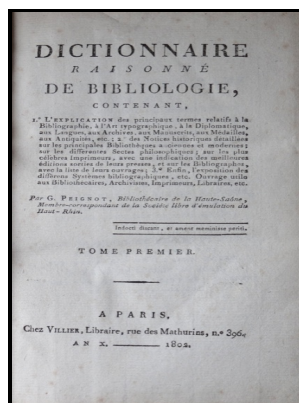 DICTIONNAIRE
RAISONNÉ
DE BIBLIOLOGIE,
CONTENANT,
1.° L'EXPLICATION des principaux termes relatifs à la
Bibliographie, à l'Art typographique, à la Diplomatique,
aux Langues, aux Archives, aux Manuscrits, aux Médailles,
aux Antiquités, etc.; 2.° des Notices historiques détaillées
sur les principales Bibliothèques anciennes et modernes;
sur les différentes Sectes philosophiques; sur les plus
célèbres Imprimeurs, avec une indication des meilleures
éditions sorties de leurs presses, et sur les Bibliographes,
avec la liste de leurs ouvrages; 3.° Enfin, l'exposition des
différens Systèmes bibliographiques, etc. Ouvrage utile
aux Bibliothécaires, Archivistes, Imprimeurs, Libraires, etc.
Par G. PEIGNOT, Bibliothécaire de la Haute-Saône,
Membre-correspondant de la Société libre d'émulation du
Haut-Rhin.
Indocti discant, et ament meminisse periti.
TOME PREMIER.
A PARIS,
Chez VILLIER, Libraire, rue des Mathurins, n.° 396.
AN X. — 1802.